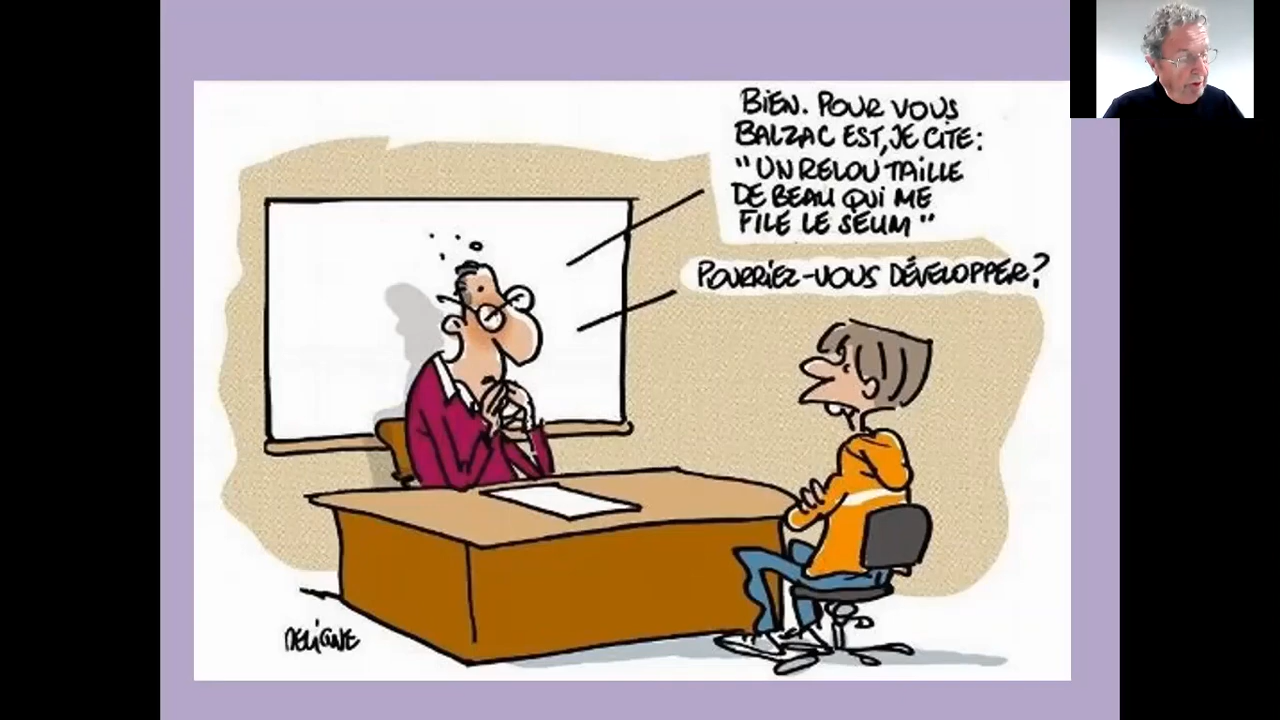 BIEN. POUR VOUS
BALZAC EST, JE CITE :
"UN RELOU TAILLE
DE BEAU QUI ME
FILE LE SEUM"
POURRIEZ-VOUS DÉVELOPPER ?
DELIGNE